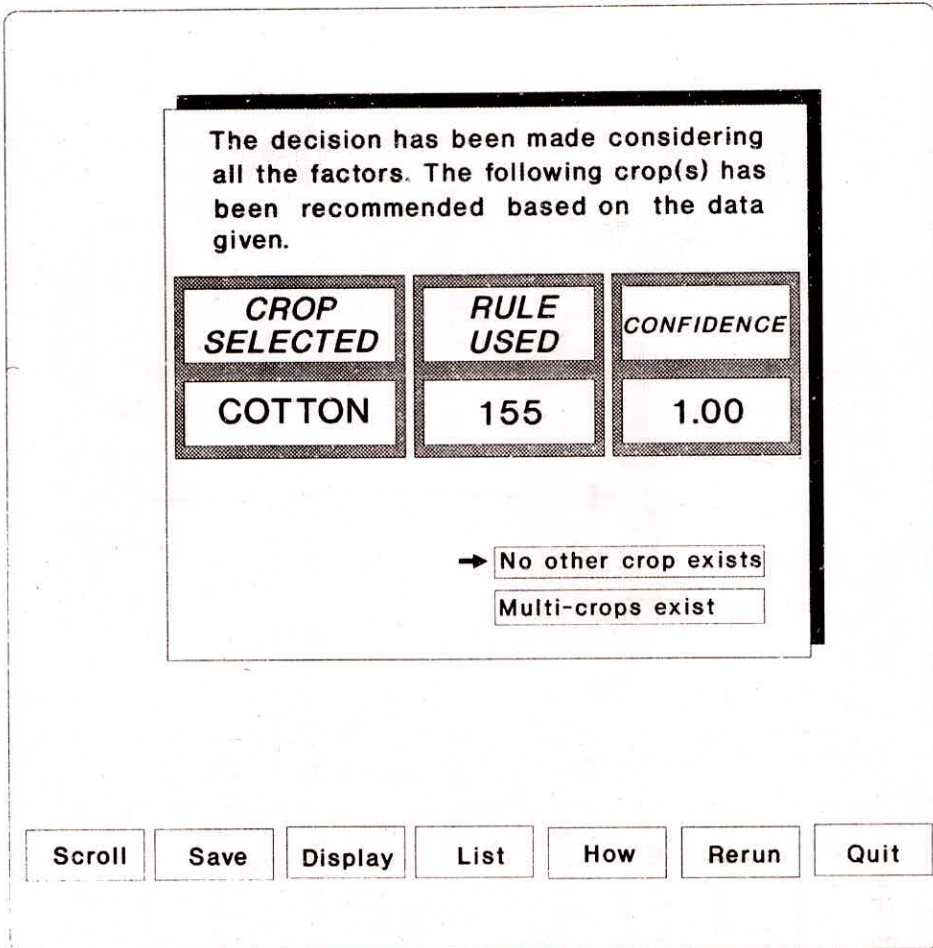 The decision has been made considering
all the factors. The following crop(s) has
been recommended based on the data
given.
CROP SELECTED
RULE USED
CONFIDENCE
COTTON
155
1.00
No other crop exists
Multi-crops exist
Scroll
Save
Display
List
How
Rerun
Quit